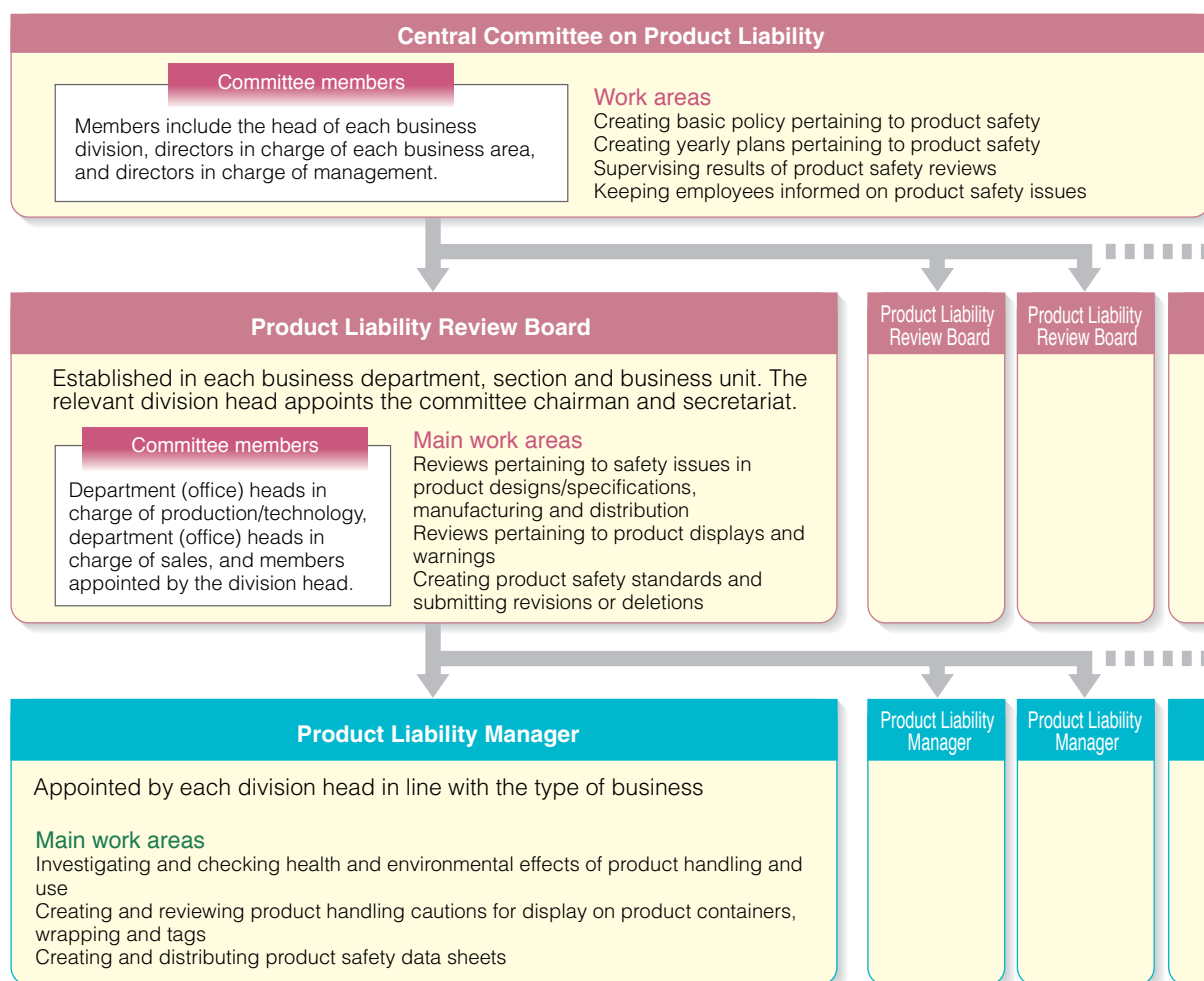 Central Committee on Product Liability
Committee members
Members include the head of each business
division, directors in charge of each business area,
and directors in charge of management.
Work areas
Creating basic policy pertaining to product safety
Creating yearly plans pertaining to product safety
Supervising results of product safety reviews
Keeping employees informed on product safety issues
Product Liability Review Board
Established in each business department, section and business unit. The
relevant division head appoints the committee chairman and secretariat.
Committee members
Department (office) heads in
charge of production/technology,
department (office) heads in
charge of sales, and members
appointed by the division head.
Main work areas
Reviews pertaining to safety issues in
product designs/specifications,
manufacturing and distribution
Reviews pertaining to product displays and
warnings
Creating product safety standards and
submitting revisions or deletions
Product Liability
Review Board
Product Liability
Review Board
Product Liability Manager
Appointed by each division head in line with the type of business
Main work areas
Investigating and checking health and environmental effects of product handling and
use
Creating and reviewing product handling cautions for display on product containers,
wrapping and tags
Creating and distributing product safety data sheets
Product Liability
Manager
Product Liability
Manager